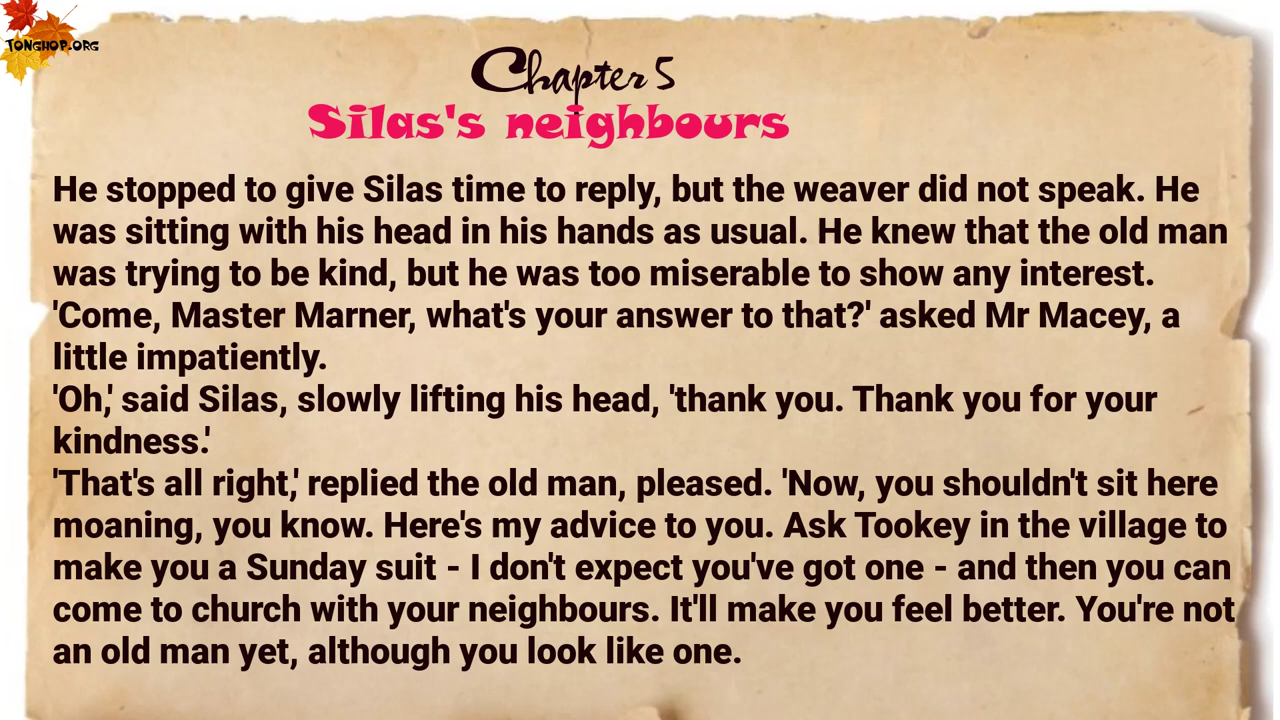 TONGHOP.ORG
Chapter 5
Silas's neighbours
He stopped to give Silas time to reply, but the weaver did not speak. He
was sitting with his head in his hands as usual. He knew that the old man
was trying to be kind, but he was too miserable to show any interest.
'Come, Master Marner, what's your answer to that?' asked Mr Macey, a
little impatiently.
'Oh,' said Silas, slowly lifting his head, 'thank you. Thank you for your
kindness.'
'That's all right,' replied the old man, pleased. 'Now, you shouldn't sit here
moaning, you know. Here's my advice to you. Ask Tookey in the village to
make you a Sunday suit - I don't expect you've got one - and then you can
come to church with your neighbours. It'll make you feel better. You're not
an old man yet, although you look like one.